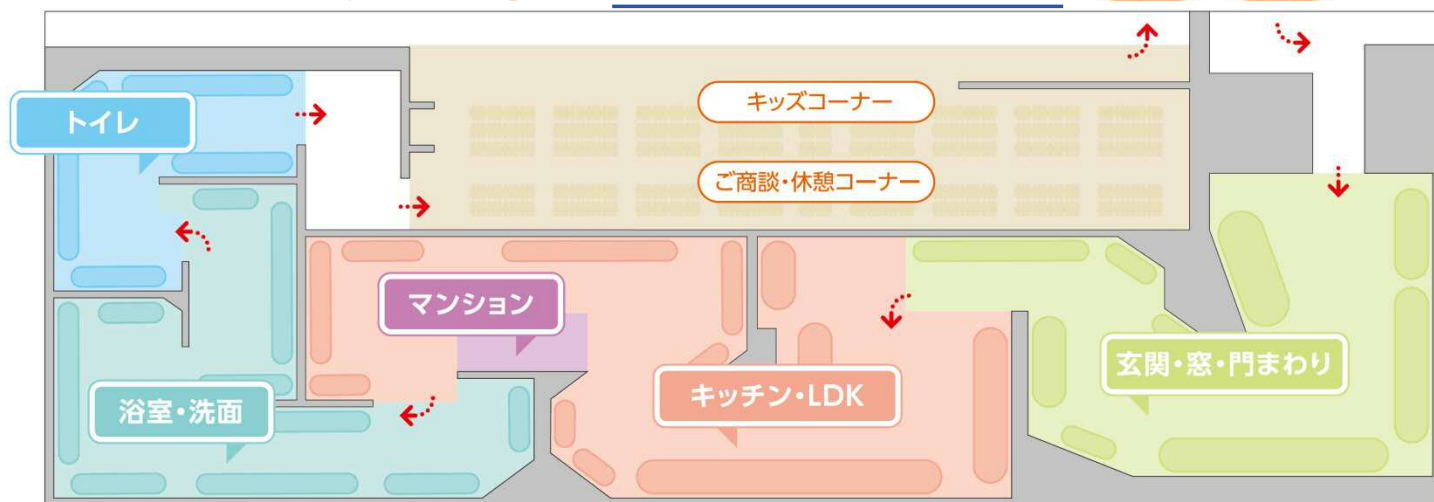 キッズコーナー
トイレ
ご商談・休憩コーナー
マンション
玄関・窓・門まわり
キッチン・LDK
浴室・洗面